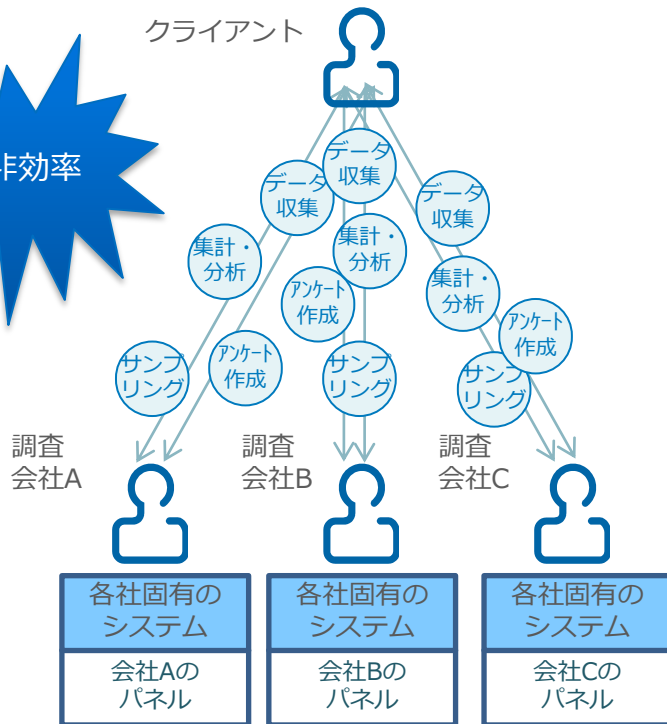 クライアント
非効率
データ
収集
データ
収集
データ
収集
集計・
分析
集計・
分析
集計・
分析
アンケート
作成
アンケート
作成
アンケート
作成
サンプ
リング
サンプ
リング
サンプ
リング
調査
会社A
調査
会社B
調査
会社C
各社固有の
システム
各社固有の
システム
各社固有の
システム
会社Aの
パネル
会社Bの
パネル
会社Cの
パネル